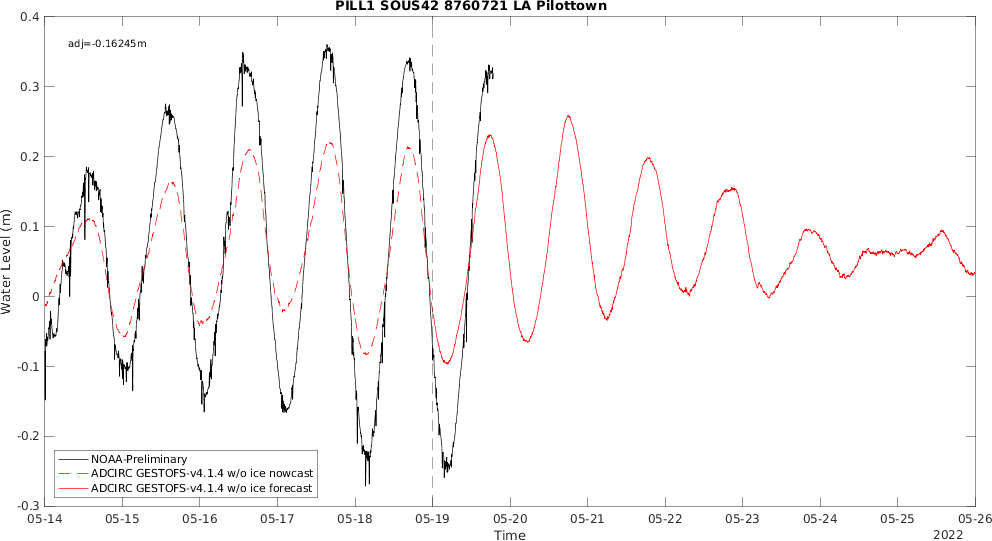 PILL1 SOUS42 8760721 LA Pilottown
adj=-0.16245m
0.4
0.3
0.2
0.1
0
-0.1
-0.2
-0.3
Water Level (m)
NOAA-Preliminary
ADCIRC GESTOFS-v4.1.4 w/o ice nowcast
ADCIRC GESTOFS-v4.1.4 w/o ice forecast
05-14 05-15 05-16 05-17 05-18 05-19 05-20 05-21 05-22 05-23 05-24 05-25 05-26
Time
2022